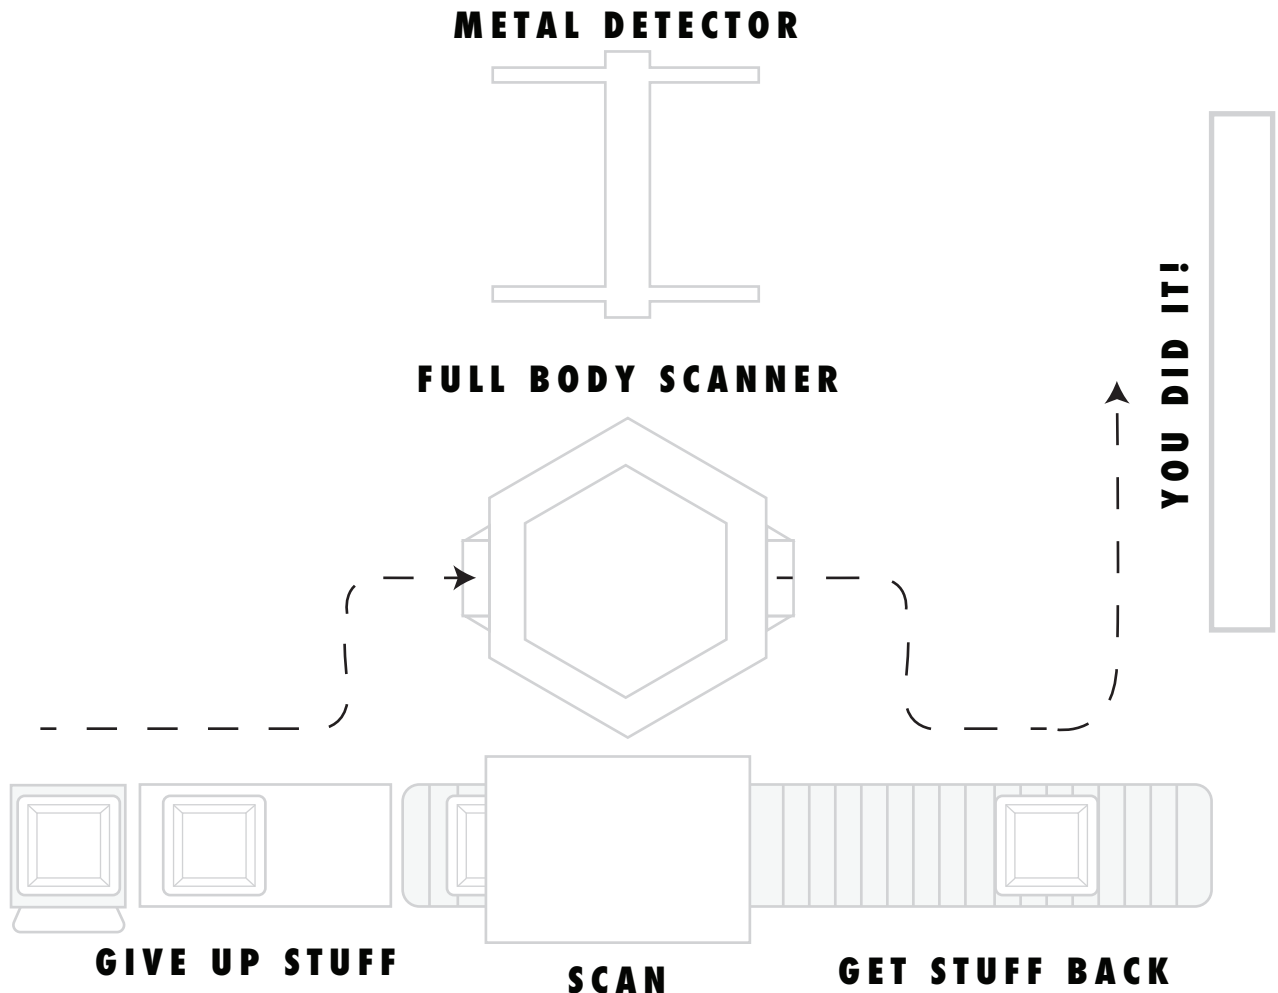 METAL DETECTOR
FULL BODY SCANNER
YOU DID IT!
GIVE UP STUFF
SCAN
GET STUFF BACK